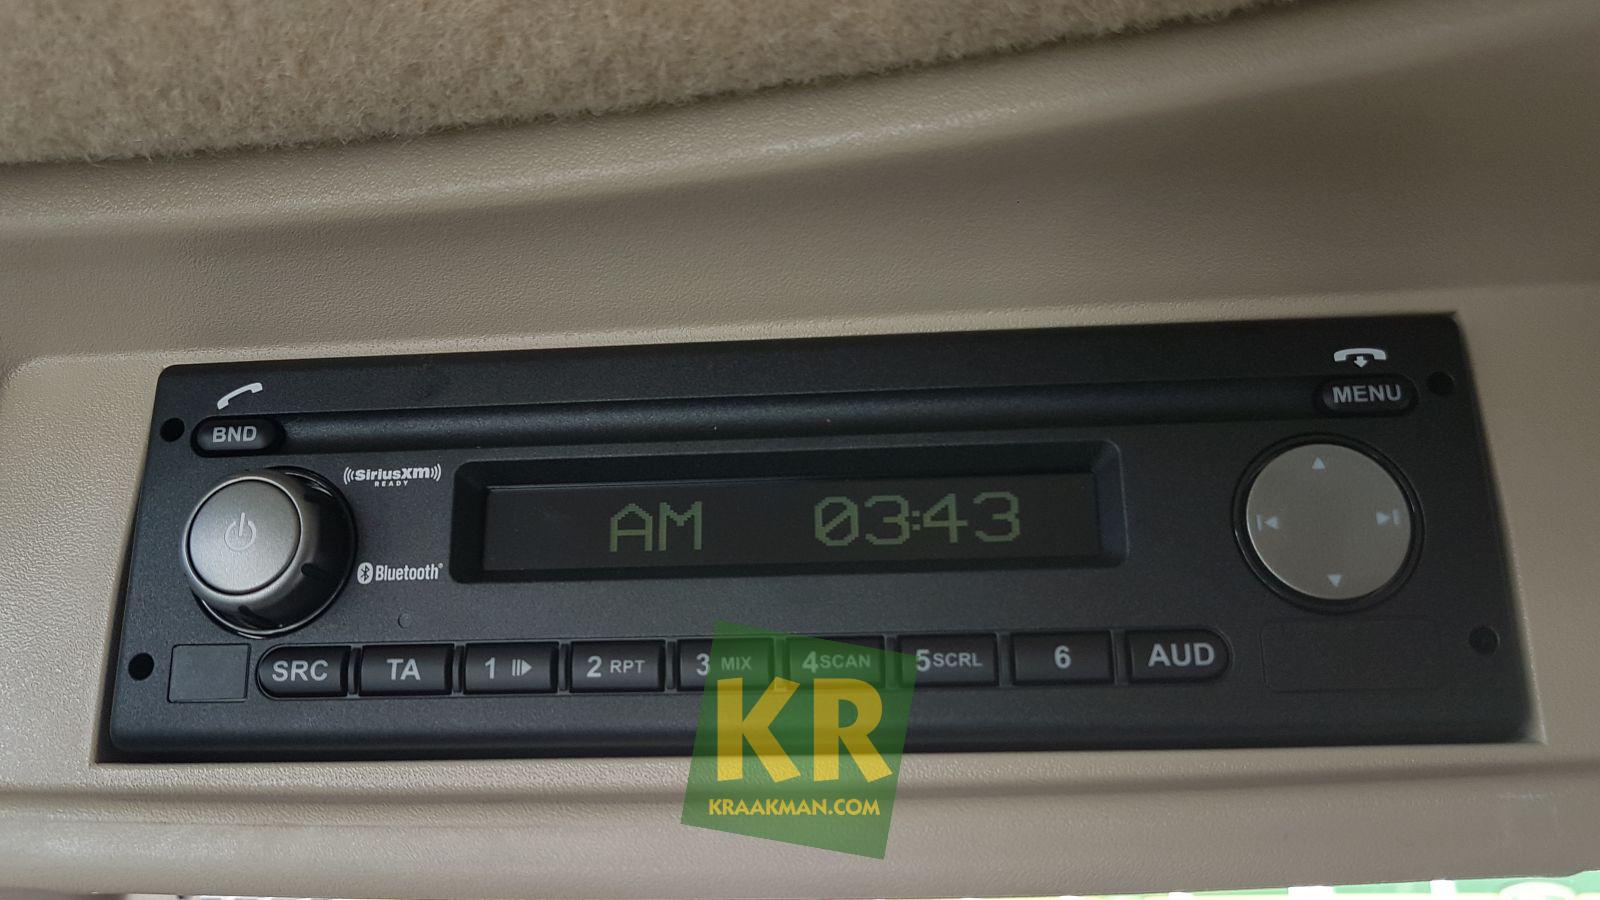 BND
MENU
((SiriusXM))
READY
AM 03:43
Bluetooth®
SRC TA 1 2 RPT 3 MIX 4 SCAN 5 SCRL 6 AUD
KR
KRAAKMAN.COM